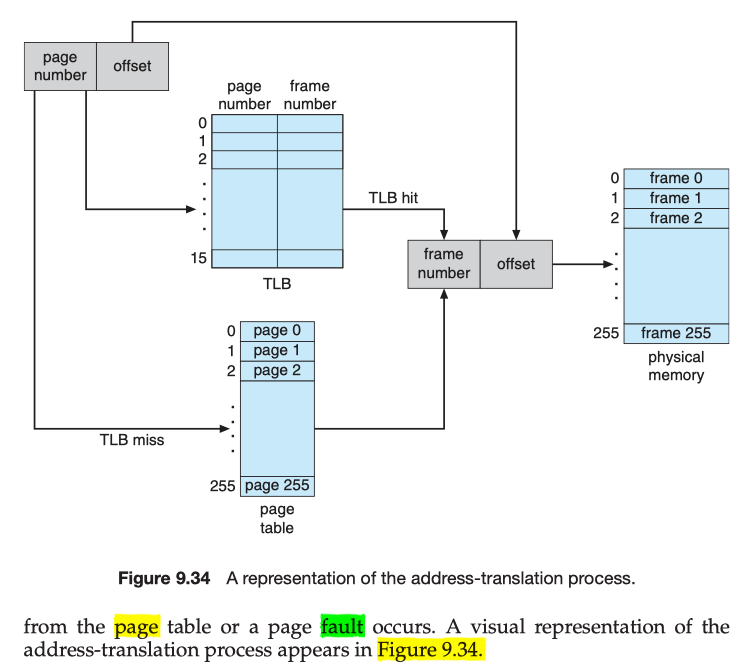 page
number
offset
page
number
frame
number
0
1
2
15
TLB
TLB hit
frame
number
offset
0
frame 0
1
frame 1
2
frame 2
255
frame 255
physical
memory
0
page 0
1
page 1
2
page 2
255
page 255
page
table
TLB miss
Figure 9.34 A representation of the address-translation process.
from the page table or a page fault occurs. A visual representation of the
address-translation process appears in Figure 9.34.